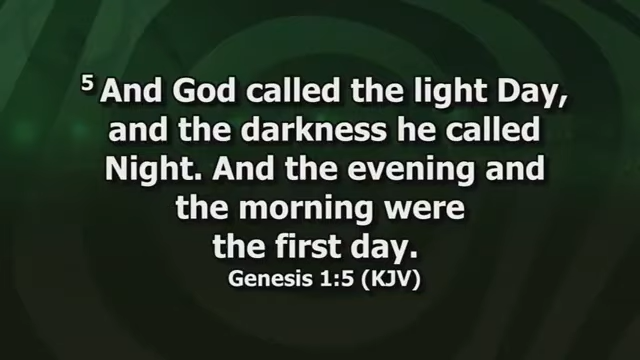 5 And God called the light Day,
and the darkness he called
Night. And the evening and
the morning were
the first day.
Genesis 1:5 (KJV)